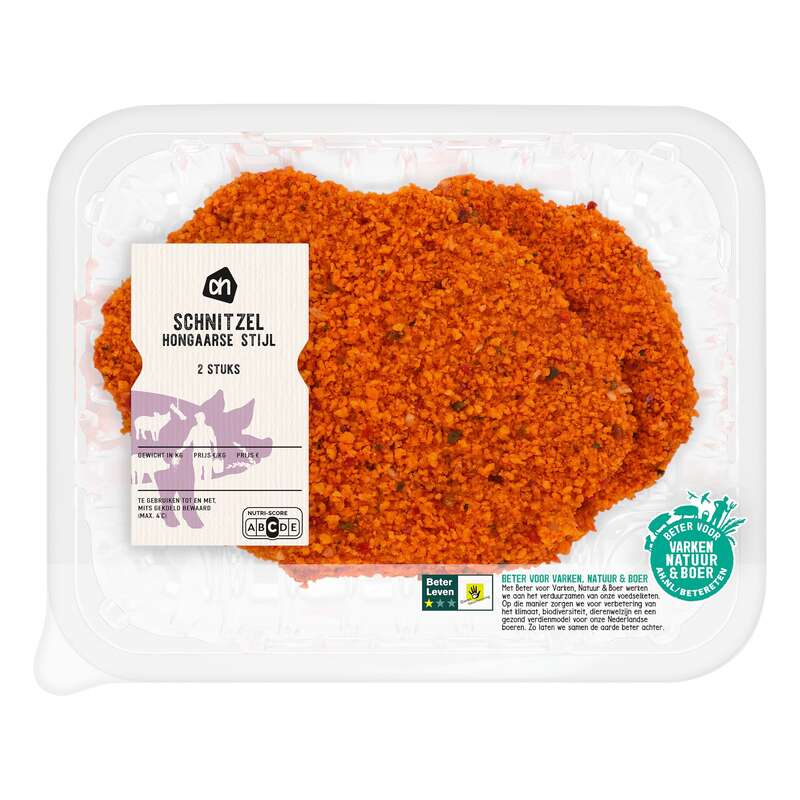 ah
SCHNITZEL
HONGAARSE STIJL
2 STUKS
GEWICHT IN KG PRIJS €/KG PRIJS €
TE GEBRUIKEN TOT EN MET,
MITS GEKOELD BEWAARD
(MAX. 4°C)
NUTRI-SCORE
A B C D E
Beter
Leven
BETER VOOR VARKEN, NATUUR & BOER
Met Beter voor Varken, Natuur & Boer werken
we aan het verduurzamen van onze voedselketen.
Op die manier zorgen we voor verbetering van
het klimaat, biodiversiteit, dierenwelzijn en een
gezond verdienmodel voor onze Nederlandse
boeren. Zo laten we samen de aarde beter achter.
BETER VOOR
VARKEN
NATUUR
& BOER
AH.NL/BETERETEN